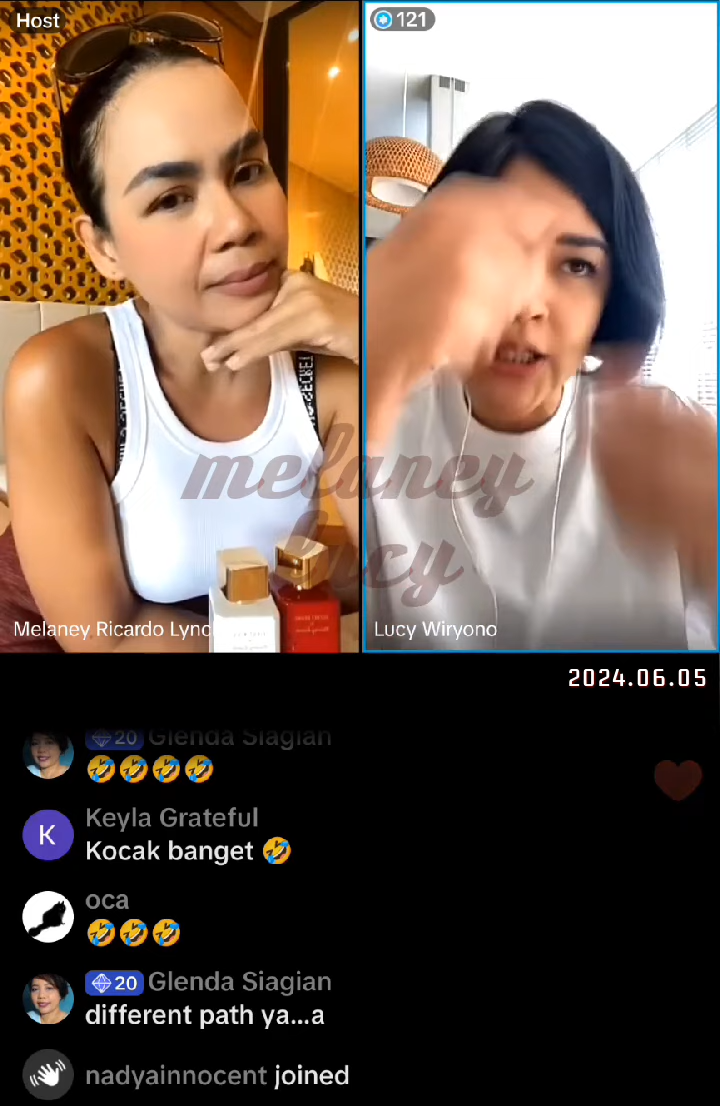 Host
121
melaney
Lucy
Melaney Ricardo Lync
Lucy Wiryono
2024.06.05
20 Glenda Siagian
🤣🤣🤣🤣
K
Keyla Grateful
Kocak banget 🤣
oca
🤣🤣🤣
20 Glenda Siagian
different path ya...a
nadyainnocent joined